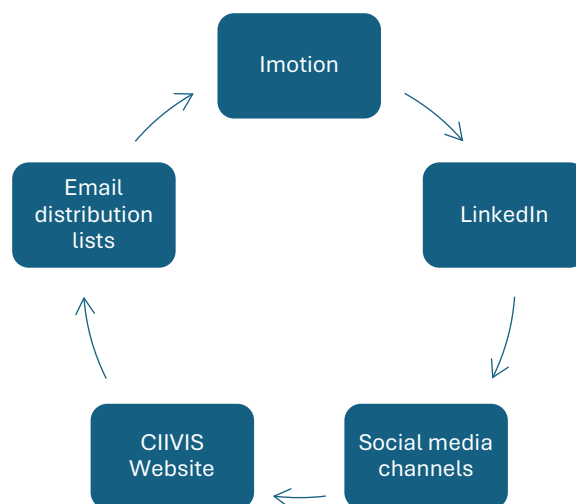 Imotion
LinkedIn
Social media
channels
CIIVIS
Website
Email
distribution
lists